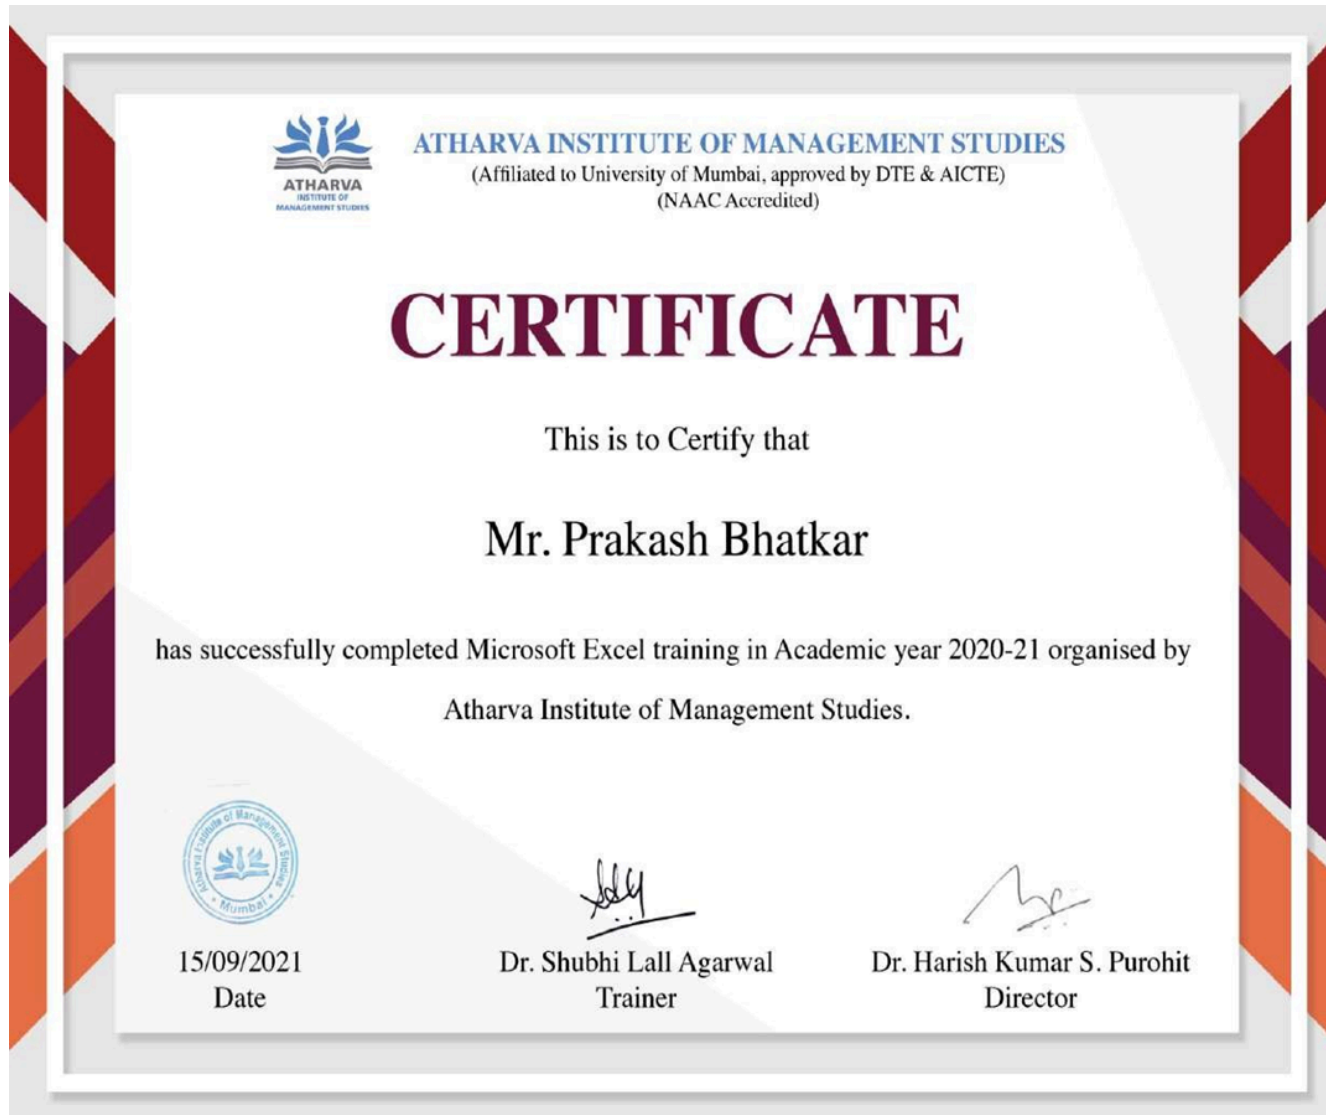 ATHARVA
INSTITUTE OF
MANAGEMENT STUDIES
ATHARVA INSTITUTE OF MANAGEMENT STUDIES
(Affiliated to University of Mumbai, approved by DTE & AICTE)
(NAAC Accredited)
CERTIFICATE
This is to Certify that
Mr. Prakash Bhatkar
has successfully completed Microsoft Excel training in Academic year 2020-21 organised by
Atharva Institute of Management Studies.
Atharva Institute of Management Studies
Mumbai
15/09/2021
Date
Dr. Shubhi Lall Agarwal
Trainer
Dr. Harish Kumar S. Purohit
Director